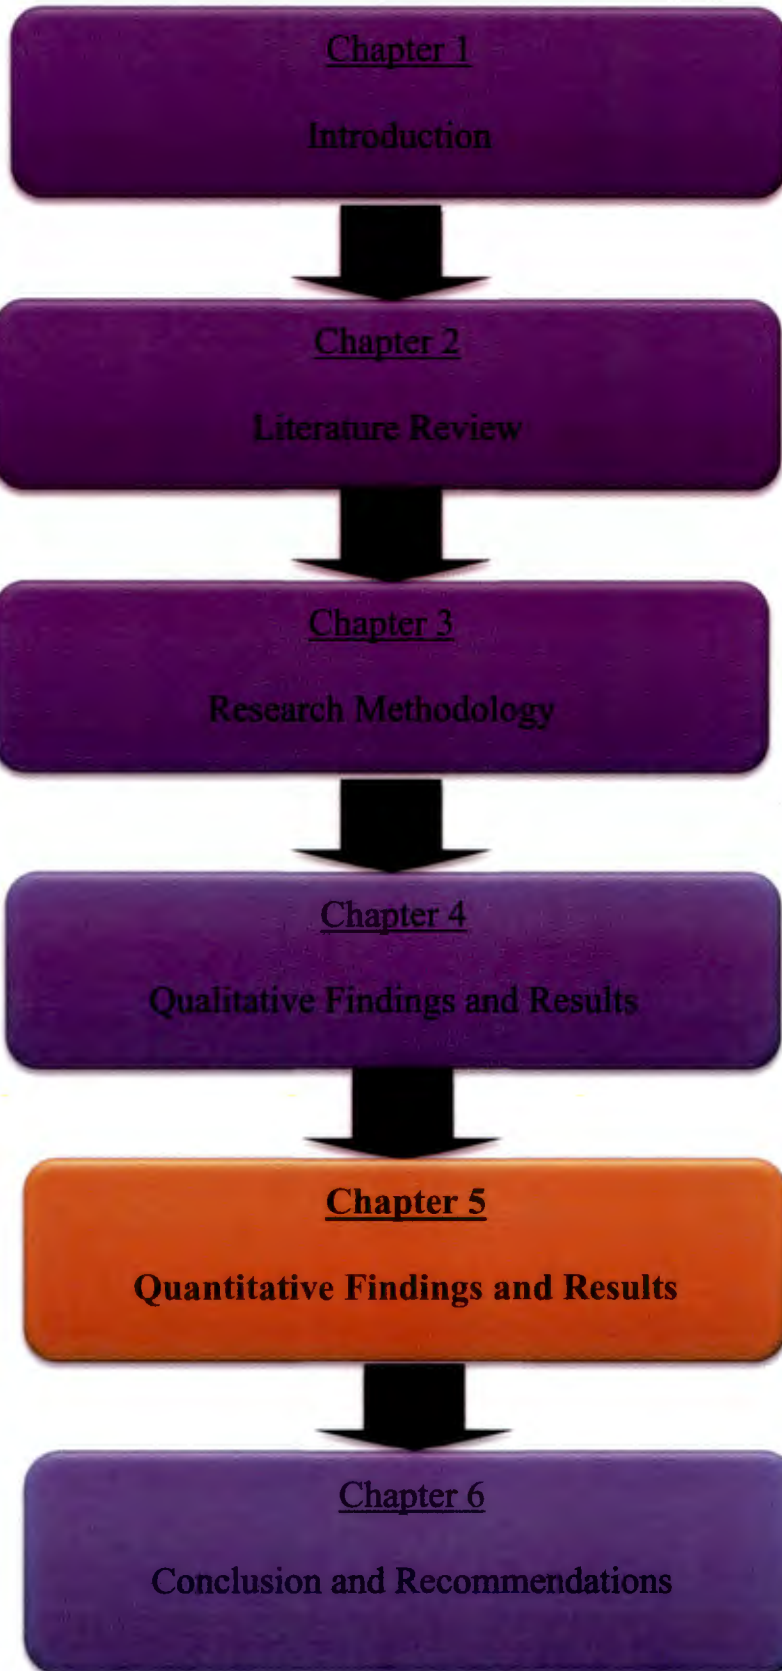 Chapter 1
Introduction
Chapter 2
Literature Review
Chapter 3
Research Methodology
Chapter 4
Qualitative Findings and Results
Chapter 5
Quantitative Findings and Results
Chapter 6
Conclusion and Recommendations